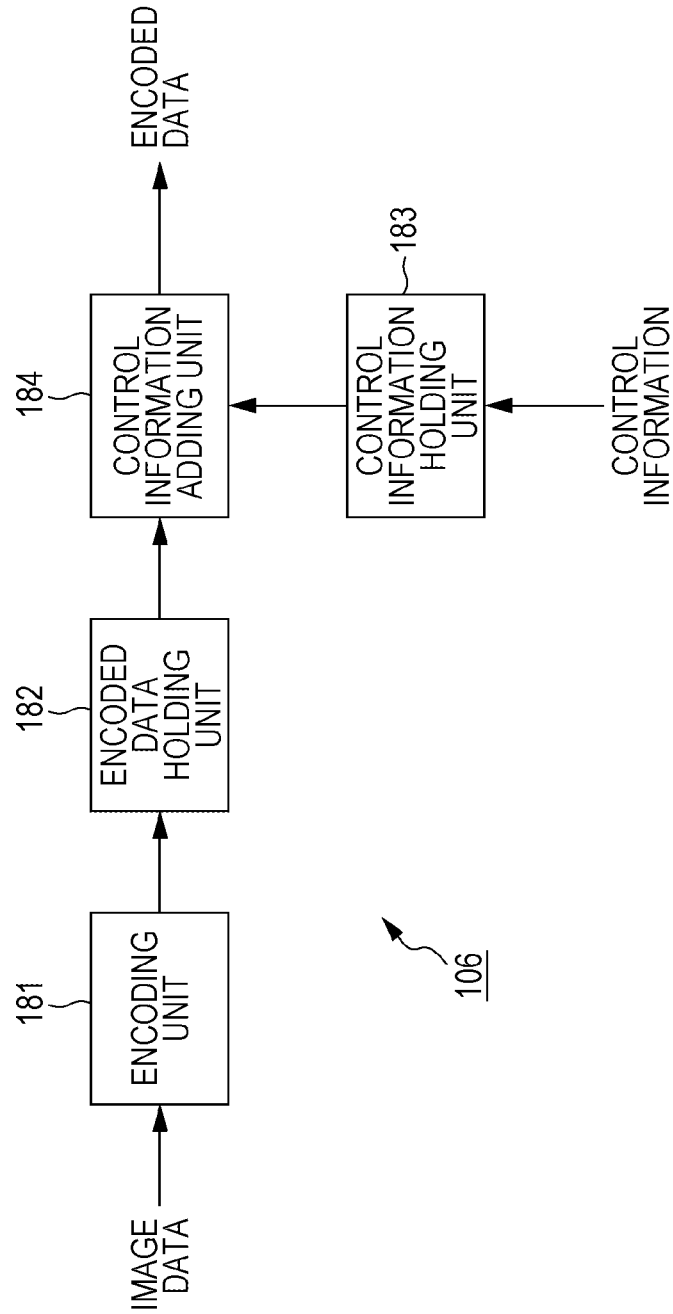 IMAGE
DATA
181
ENCODING
UNIT
182
ENCODED
DATA
HOLDING
UNIT
184
CONTROL
INFORMATION
ADDING UNIT
ENCODED
DATA
183
CONTROL
INFORMATION
HOLDING
UNIT
CONTROL
INFORMATION
106